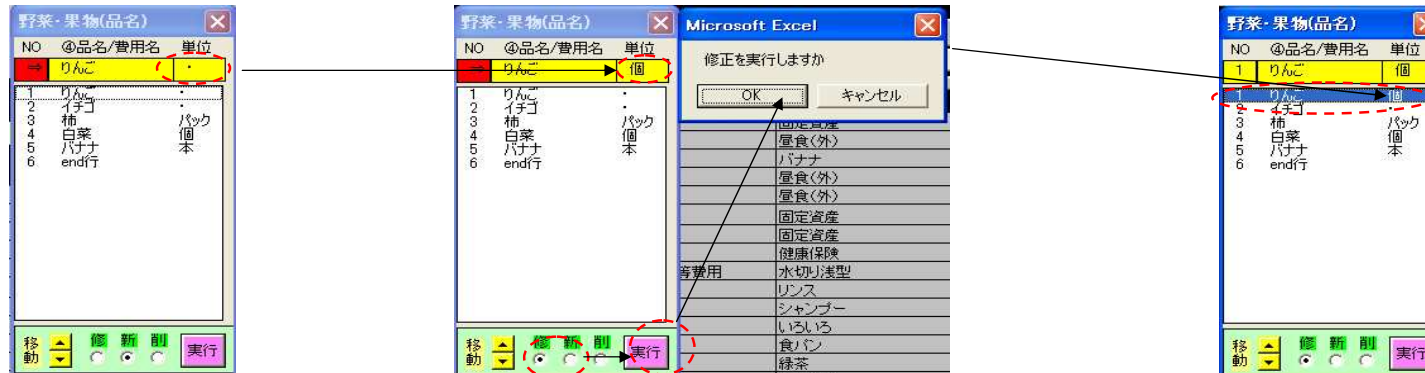 野菜・果物(品名)
NO ④品名/費用名 単位
⇒ りんご ・
1 りんご ・
2 イチゴ ・
3 柿 パック
4 白菜 個
5 バナナ 本
6 end行
移動 修 新 削 実行
野菜・果物(品名)
NO ④品名/費用名 単位
⇒ りんご 個
1 りんご ・
2 イチゴ ・
3 柿 パック
4 白菜 個
5 バナナ 本
6 end行
移動 修 新 削 実行
Microsoft Excel
修正を実行しますか
OK キャンセル
固定資産
昼食(外)
バナナ
昼食(外)
昼食(外)
固定資産
固定資産
健康保険
等費用 水切り浅型
リンス
シャンプー
いろいろ
食パン
緑茶
野菜・果物(品名)
NO ④品名/費用名 単位
1 りんご 個
1 りんご 個
2 イチゴ ・
3 柿 パック
4 白菜 個
5 バナナ 本
6 end行
移動 修 新 削 実行